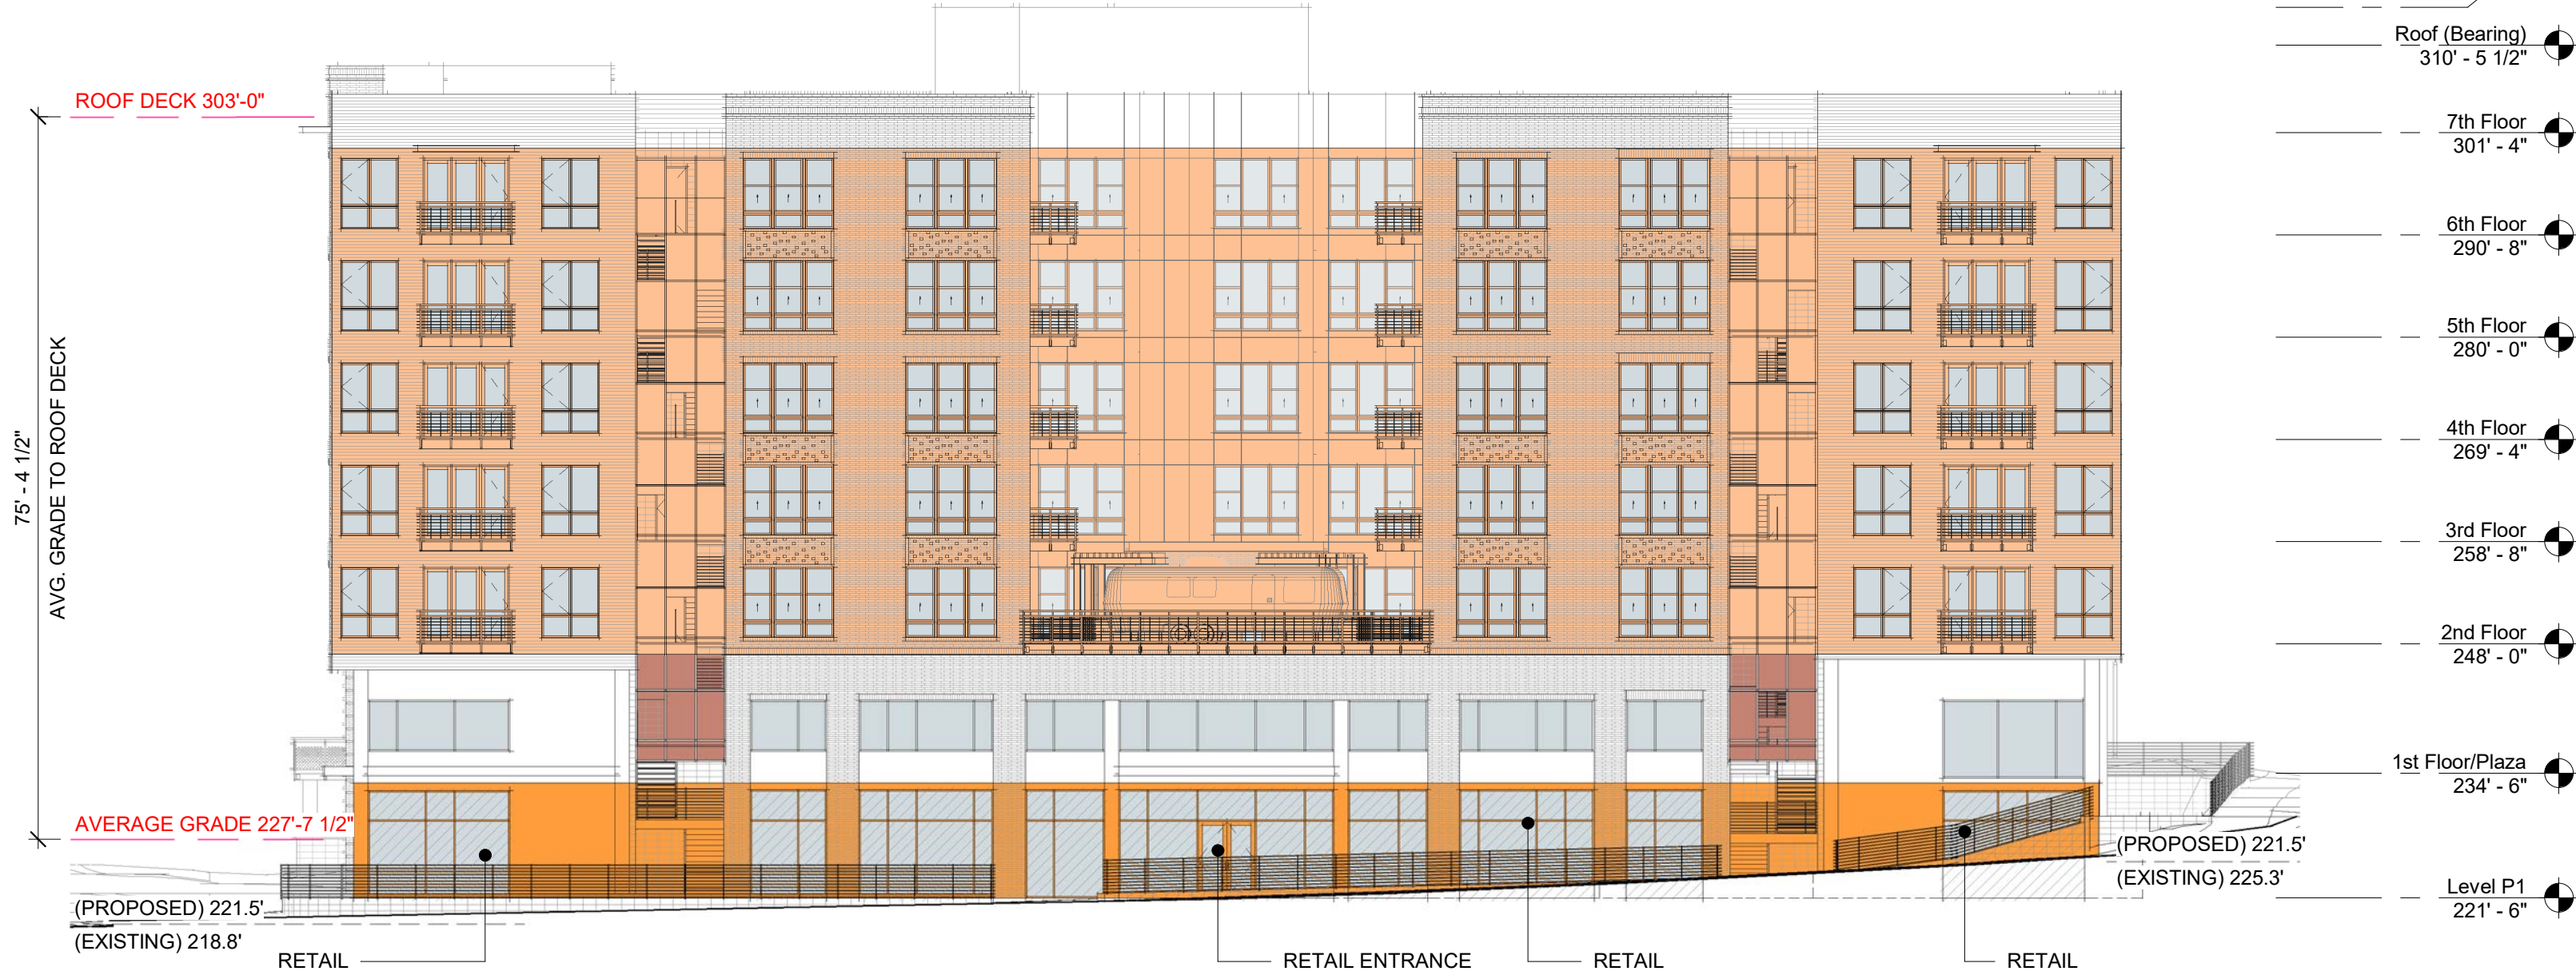 Roof (Bearing)
310' - 5 1/2"
ROOF DECK 303'-0"
7th Floor
301' - 4"
6th Floor
290' - 8"
5th Floor
280' - 0"
75' - 4 1/2"
AVG. GRADE TO ROOF DECK
4th Floor
269' - 4"
3rd Floor
258' - 8"
2nd Floor
248' - 0"
1st Floor/Plaza
234' - 6"
AVERAGE GRADE 227'-7 1/2"
(PROPOSED) 221.5'
(EXISTING) 225.3'
Level P1
221' - 6"
(PROPOSED) 221.5'
(EXISTING) 218.8'
RETAIL
RETAIL ENTRANCE
RETAIL
RETAIL